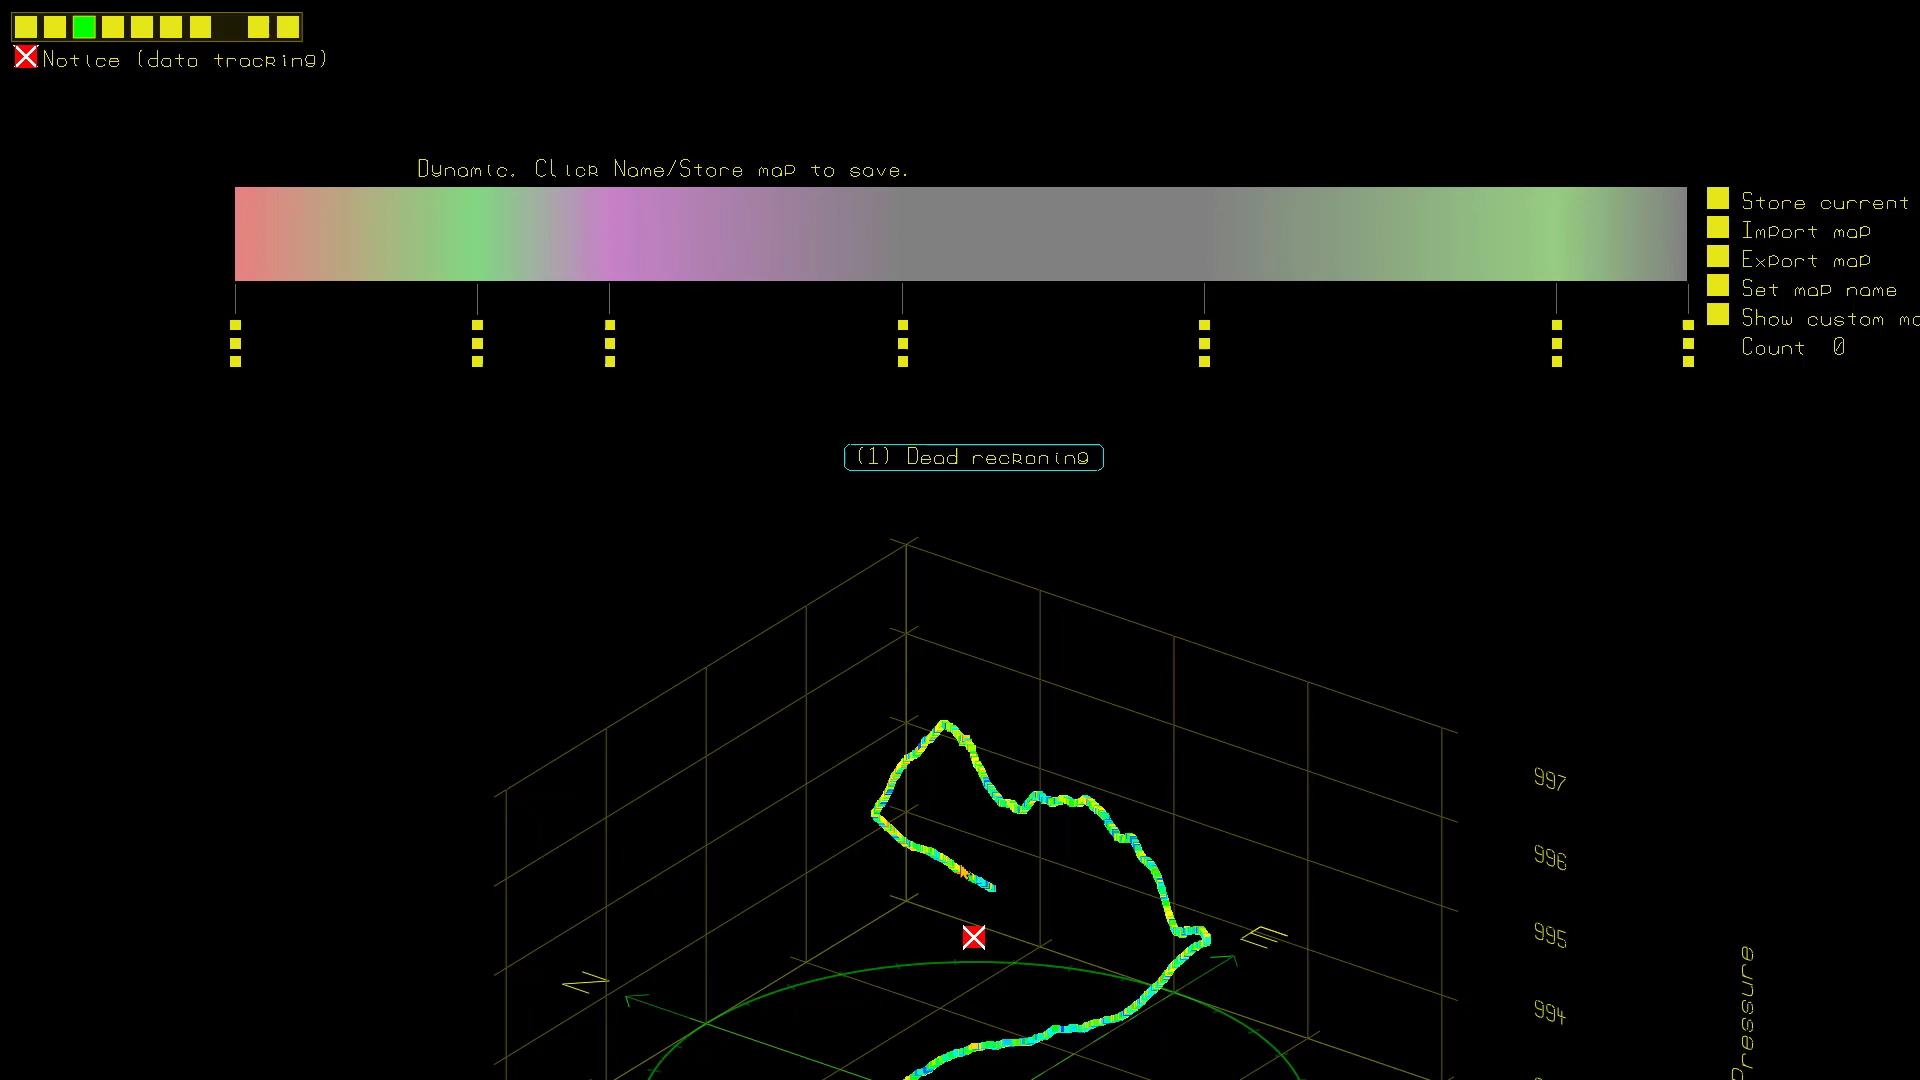 Notice (data tracking)
Dynamic. Click Name/Store map to save.
Store current
Import map
Export map
Set map name
Show custom
Count 0
(1) Dead reckoning
997
996
995
994
N
E
Pressure